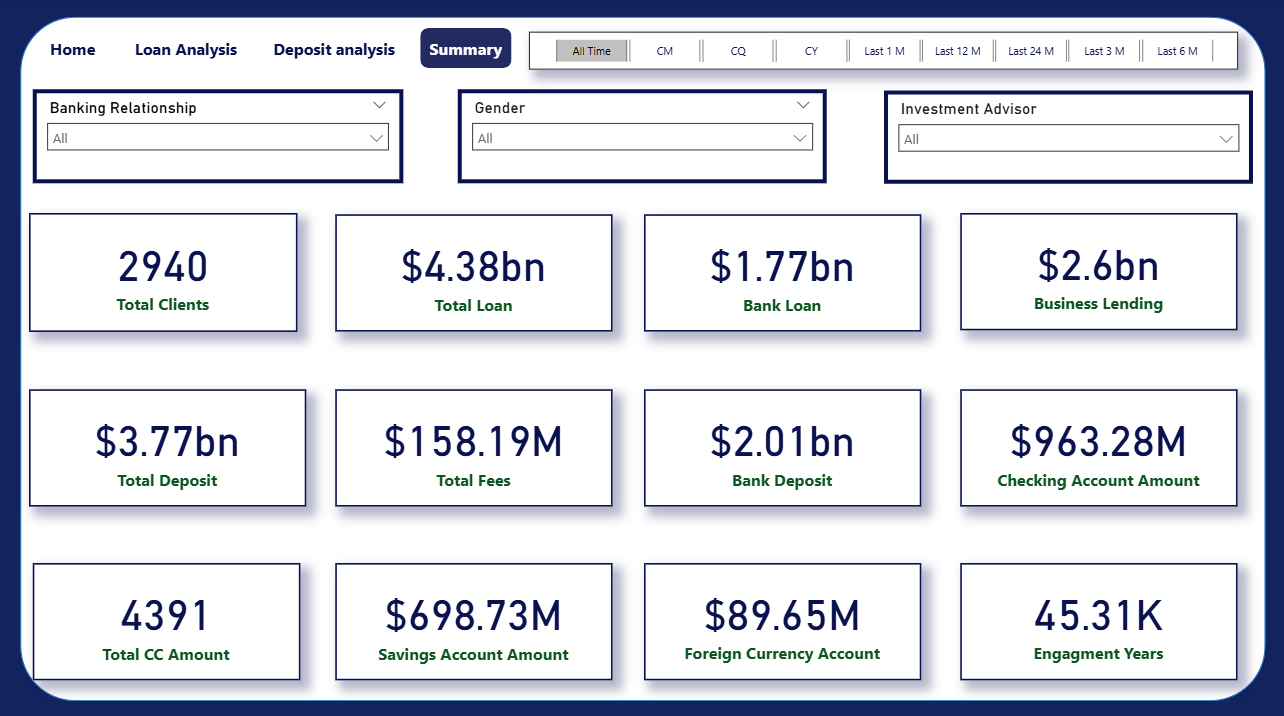 Home
Loan Analysis
Deposit analysis
Summary
All Time
CM
CQ
CY
Last 1 M
Last 12 M
Last 24 M
Last 3 M
Last 6 M
Banking Relationship
All
Gender
All
Investment Advisor
All
2940
Total Clients
$4.38bn
Total Loan
$1.77bn
Bank Loan
$2.6bn
Business Lending
$3.77bn
Total Deposit
$158.19M
Total Fees
$2.01bn
Bank Deposit
$963.28M
Checking Account Amount
4391
Total CC Amount
$698.73M
Savings Account Amount
$89.65M
Foreign Currency Account
45.31K
Engagment Years